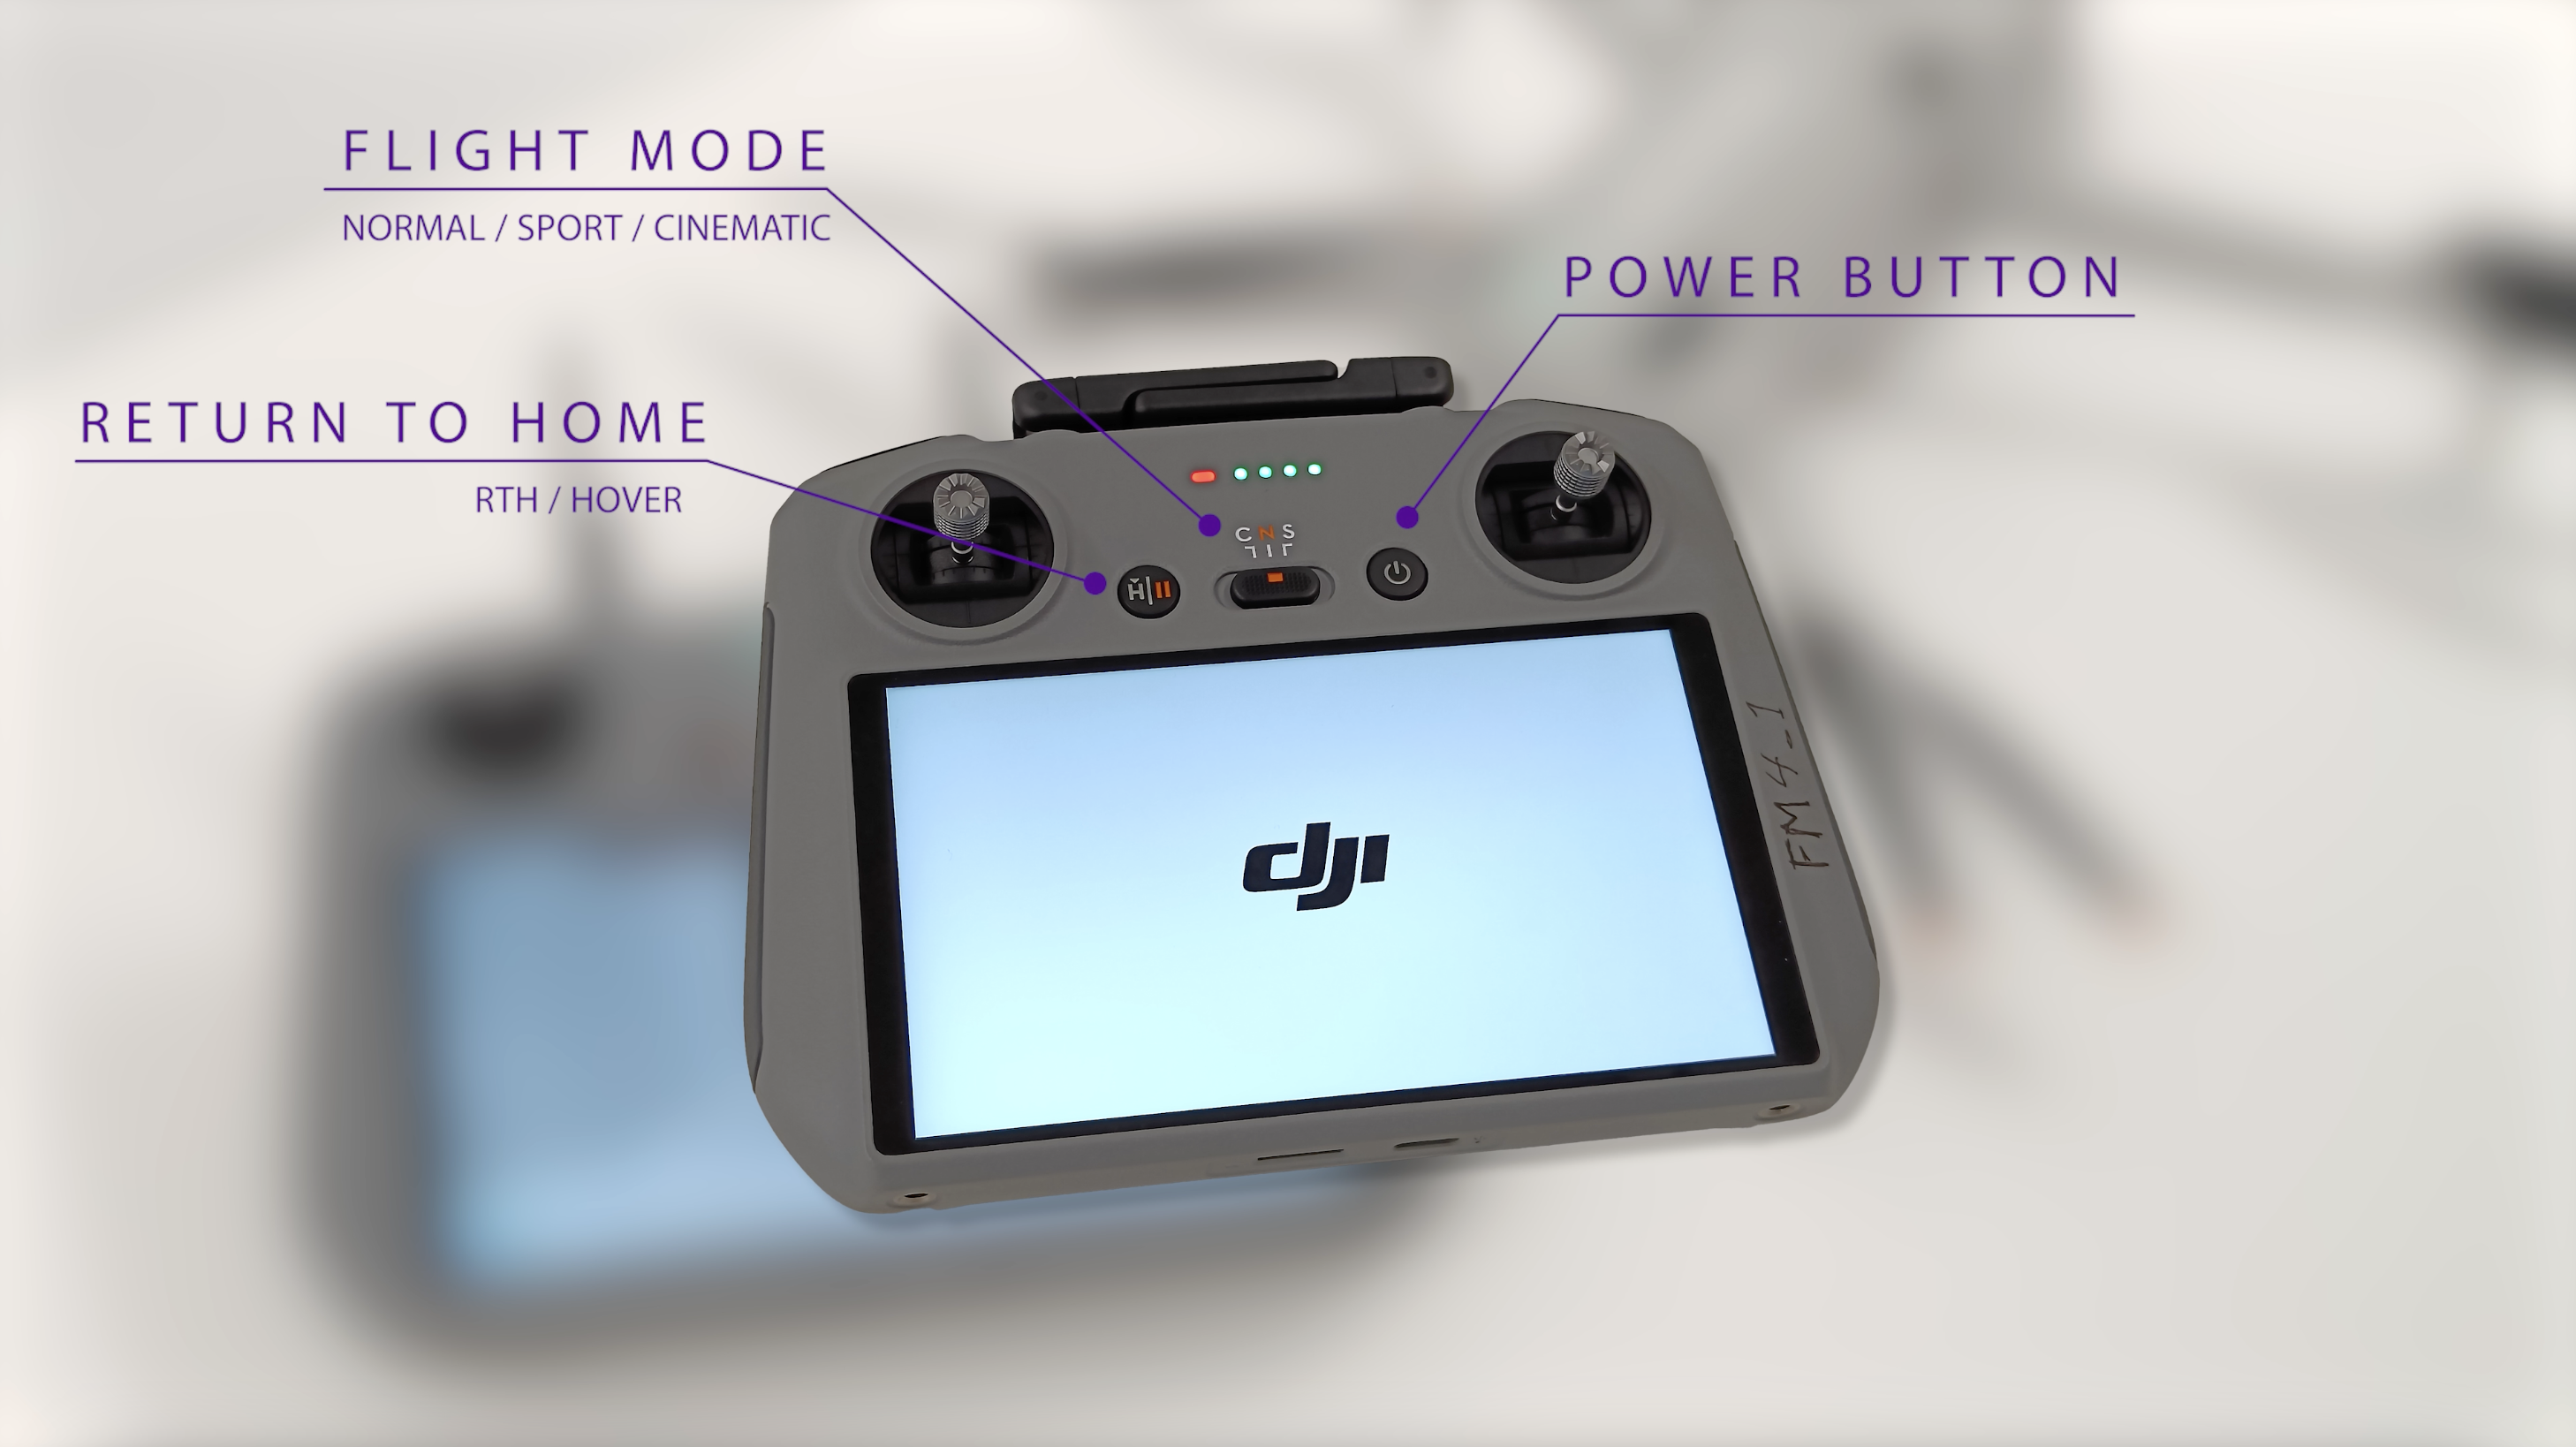 FLIGHT MODE
NORMAL / SPORT / CINEMATIC
POWER BUTTON
RETURN TO HOME
RTH / HOVER
C N S
H
dji
FM4_1